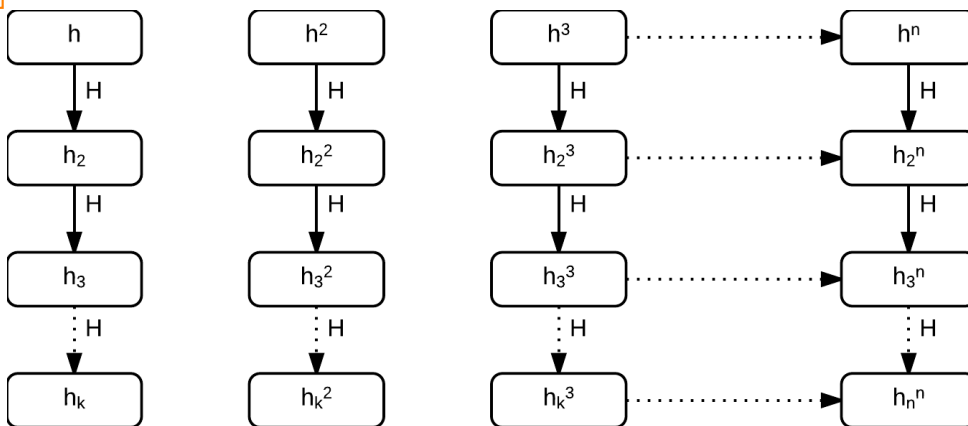 h h² h³ hⁿ
H H H H
h₂ h₂² h₂³ h₂ⁿ
H H H H
h₃ h₃² h₃³ h₃ⁿ
H H H H
hₖ hₖ² hₖ³ hₙⁿ